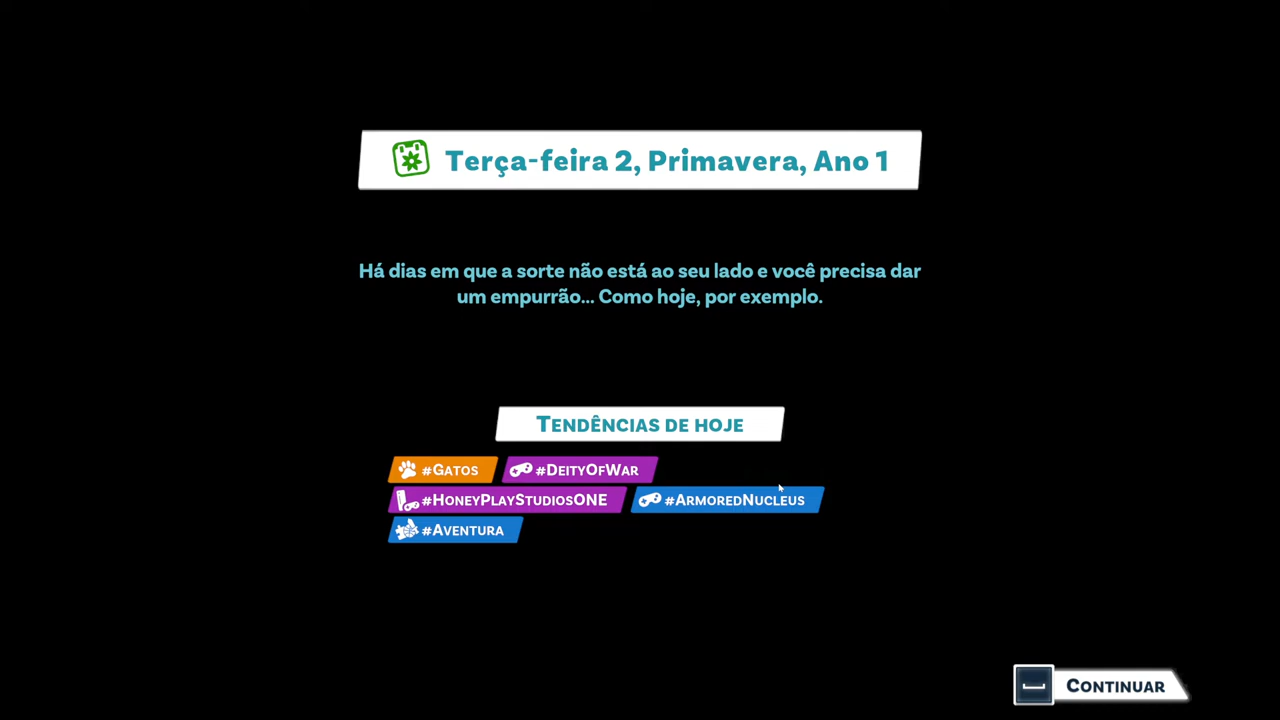 Terça-feira 2, Primavera, Ano 1
Há dias em que a sorte não está ao seu lado e você precisa dar
um empurrão... Como hoje, por exemplo.
Tendências de hoje
#Gatos #DeityOfWar
#HoneyPlayStudiosONE #ArmoredNucleus
#Aventura
Continuar